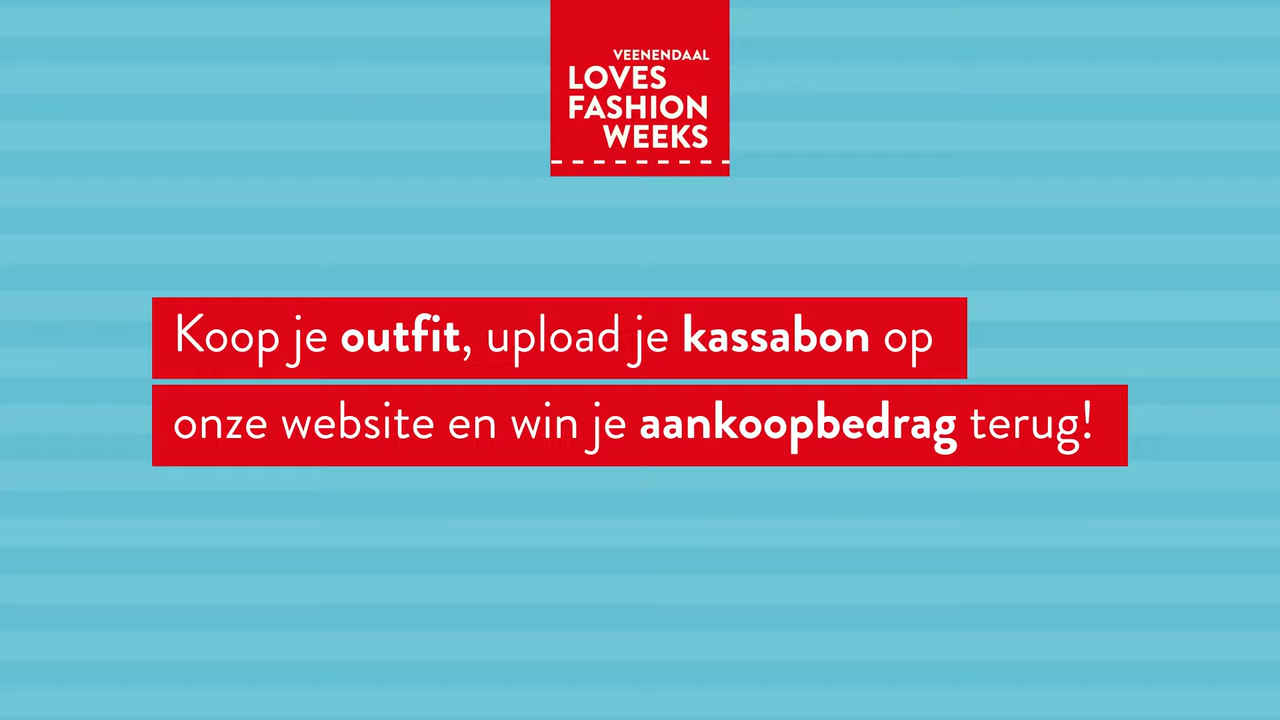 VEENENDAAL
LOVES
FASHION
WEEKS
Koop je outfit, upload je kassabon op
onze website en win je aankoopbedrag terug!